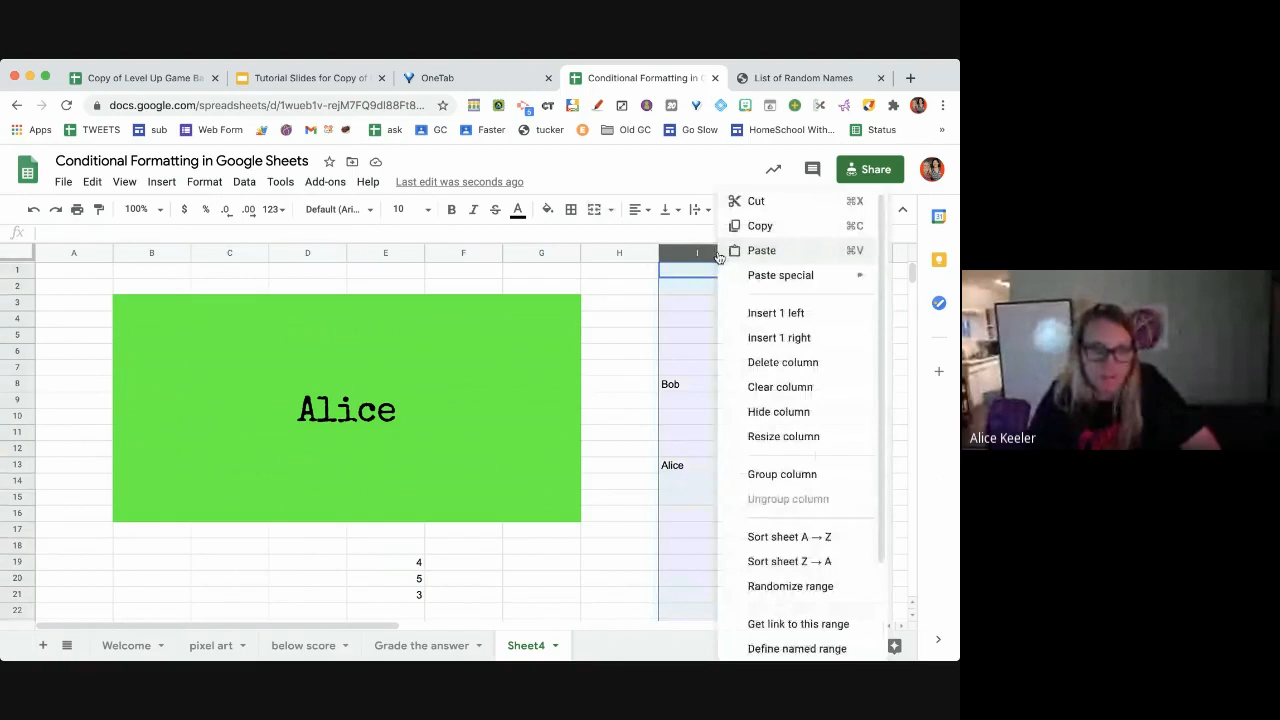 Copy of Level Up Game Ba
Tutorial Slides for Copy of
OneTab
Conditional Formatting in G
List of Random Names
docs.google.com/spreadsheets/d/1wueb1v-rejM7FQ9dI88Ft8...
Apps
TWEETS
sub
Web Form
ask
GC
Faster
tucker
Old GC
Go Slow
HomeSchool With...
Status
»
Conditional Formatting in Google Sheets
Share
File Edit View Insert Format Data Tools Add-ons Help Last edit was seconds ago
100% $ % .0 .00 123 Default (Ari... 10 B I S A
fx
A B C D E F G H I
1
2
3
4
5
6
7
8 Bob
9
10
Alice
11
12
13 Alice
14
15
16
17
18
19 4
20 5
21 3
22
Cut ⌘X
Copy ⌘C
Paste ⌘V
Paste special
Insert 1 left
Insert 1 right
Delete column
Clear column
Hide column
Resize column
Group column
Ungroup column
Sort sheet A → Z
Sort sheet Z → A
Randomize range
Get link to this range
Define named range
Welcome pixel art below score Grade the answer Sheet4
Alice Keeler